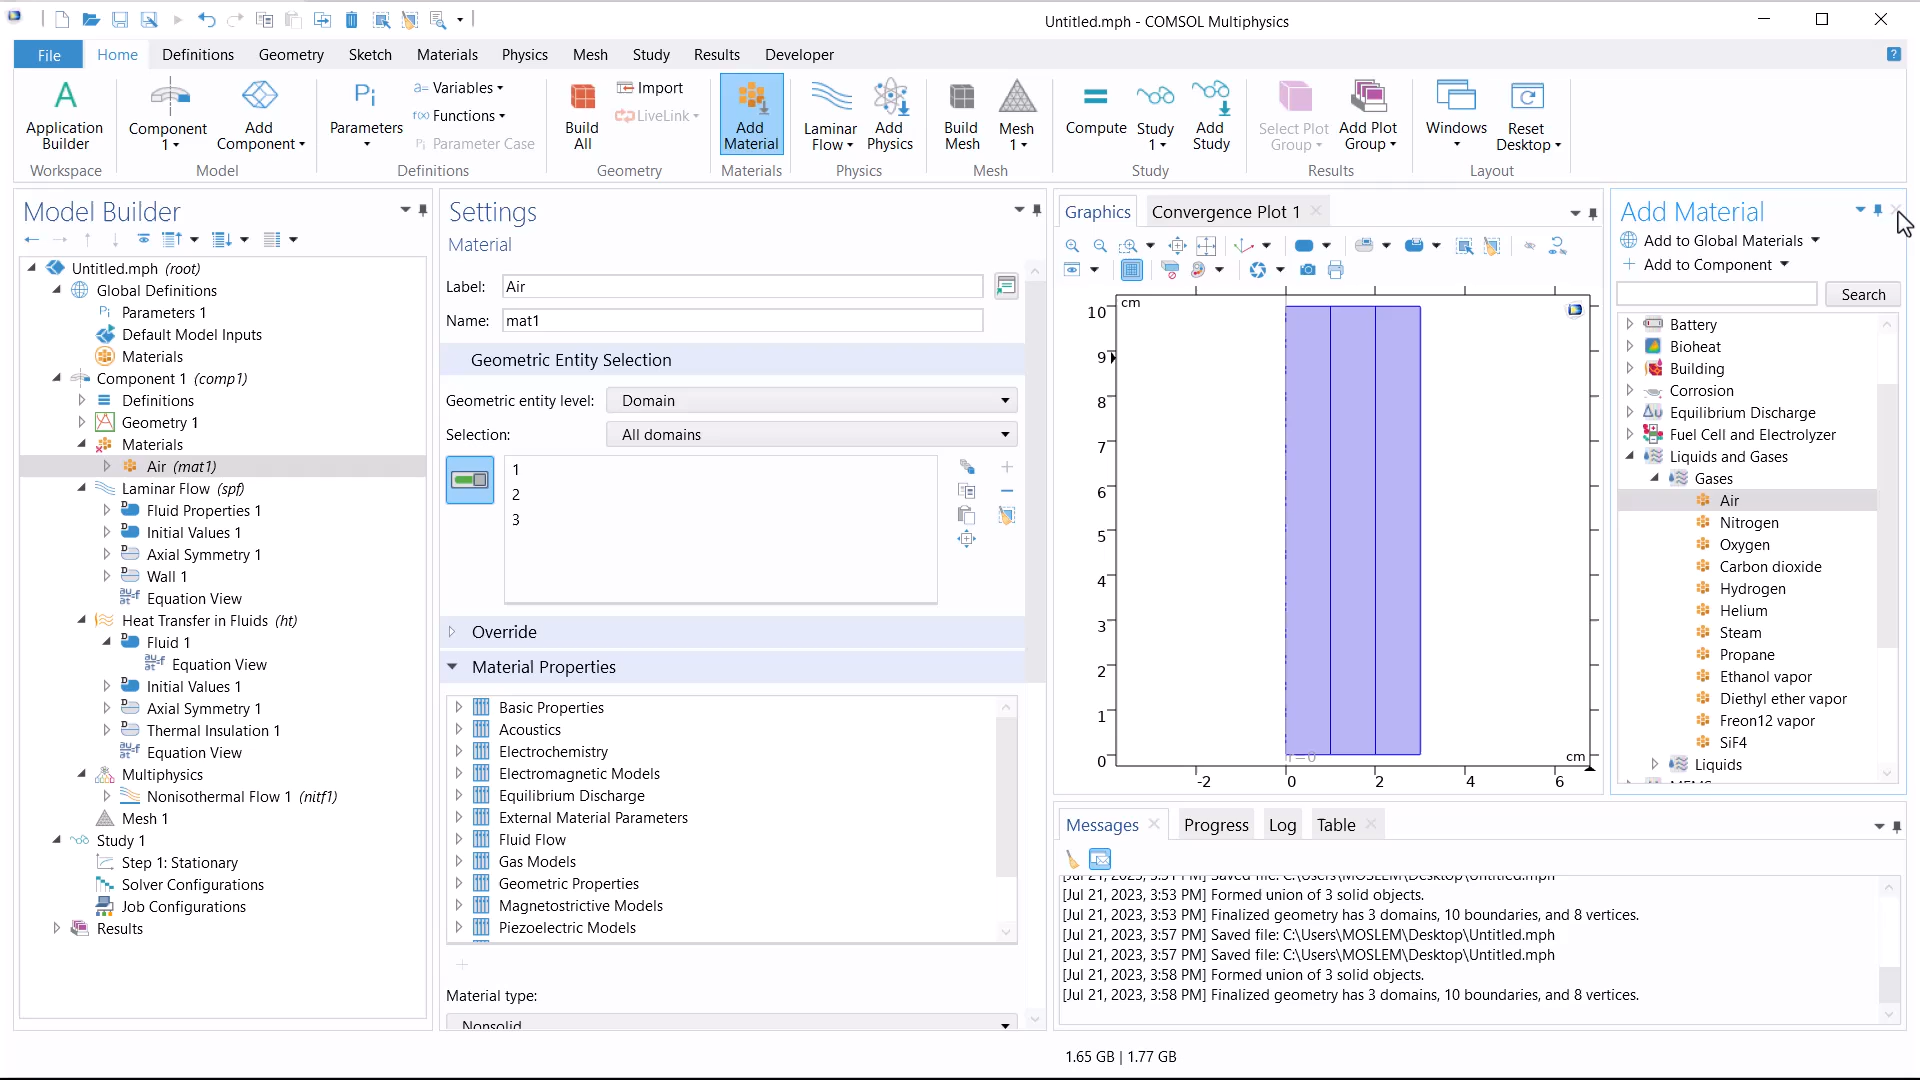 Untitled.mph - COMSOL Multiphysics
File Home Definitions Geometry Sketch Materials Physics Mesh Study Results Developer
Application Builder
Component 1
Add Component
Parameters
a= Variables
f(x) Functions
Pi Parameter Case
Build All
Import
LiveLink
Add Material
Laminar Flow
Add Physics
Build Mesh
Mesh 1
Compute
Study 1
Add Study
Select Plot Group
Add Plot Group
Windows
Reset Desktop
Workspace Model Definitions Geometry Materials Physics Mesh Study Results Layout
Model Builder
Untitled.mph (root)
Global Definitions
Pi Parameters 1
Default Model Inputs
Materials
Component 1 (comp1)
Definitions
Geometry 1
Materials
Air (mat1)
Laminar Flow (spf)
Fluid Properties 1
Initial Values 1
Axial Symmetry 1
Wall 1
Equation View
Heat Transfer in Fluids (ht)
Fluid 1
Equation View
Initial Values 1
Axial Symmetry 1
Thermal Insulation 1
Equation View
Multiphysics
Nonisothermal Flow 1 (nitf1)
Mesh 1
Study 1
Step 1: Stationary
Solver Configurations
Job Configurations
Results
Settings
Material
Label: Air
Name: mat1
Geometric Entity Selection
Geometric entity level: Domain
Selection: All domains
1
2
3
Override
Material Properties
Basic Properties
Acoustics
Electrochemistry
Electromagnetic Models
Equilibrium Discharge
External Material Parameters
Fluid Flow
Gas Models
Geometric Properties
Magnetostrictive Models
Piezoelectric Models
Material type:
Nonsolid
Graphics Convergence Plot 1
cm
10
9
8
7
6
5
4
3
2
1
0
r=0
cm
-2 0 2 4 6
Add Material
Add to Global Materials
Add to Component
Search
Battery
Bioheat
Building
Corrosion
Equilibrium Discharge
Fuel Cell and Electrolyzer
Liquids and Gases
Gases
Air
Nitrogen
Oxygen
Carbon dioxide
Hydrogen
Helium
Steam
Propane
Ethanol vapor
Diethyl ether vapor
Freon12 vapor
SiF4
Liquids
MEMS
Messages Progress Log Table
[Jul 21, 2023, 3:51 PM] Saved file: C:\Users\MOSLEM\Desktop\Untitled.mph
[Jul 21, 2023, 3:53 PM] Formed union of 3 solid objects.
[Jul 21, 2023, 3:53 PM] Finalized geometry has 3 domains, 10 boundaries, and 8 vertices.
[Jul 21, 2023, 3:57 PM] Saved file: C:\Users\MOSLEM\Desktop\Untitled.mph
[Jul 21, 2023, 3:57 PM] Saved file: C:\Users\MOSLEM\Desktop\Untitled.mph
[Jul 21, 2023, 3:58 PM] Formed union of 3 solid objects.
[Jul 21, 2023, 3:58 PM] Finalized geometry has 3 domains, 10 boundaries, and 8 vertices.
1.65 GB | 1.77 GB